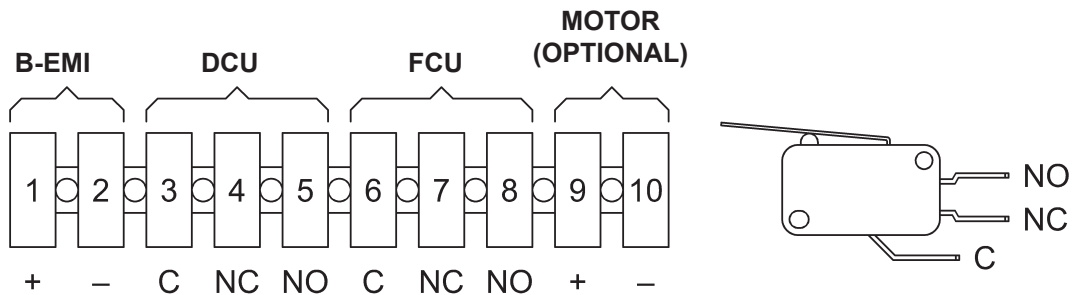 MOTOR
(OPTIONAL)
B-EMI DCU FCU
1 2 3 4 5 6 7 8 9 10
+ – C NC NO C NC NO + –
NO
NC
C